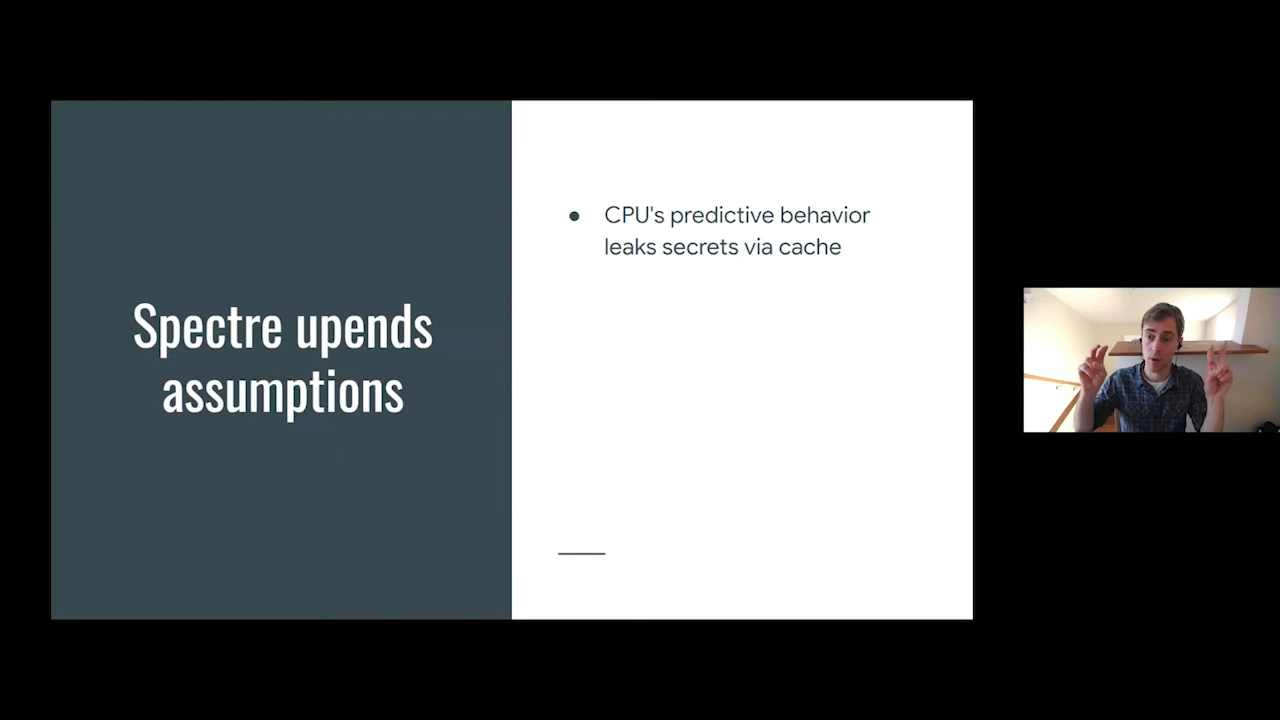 Spectre upends
assumptions
● CPU's predictive behavior
leaks secrets via cache